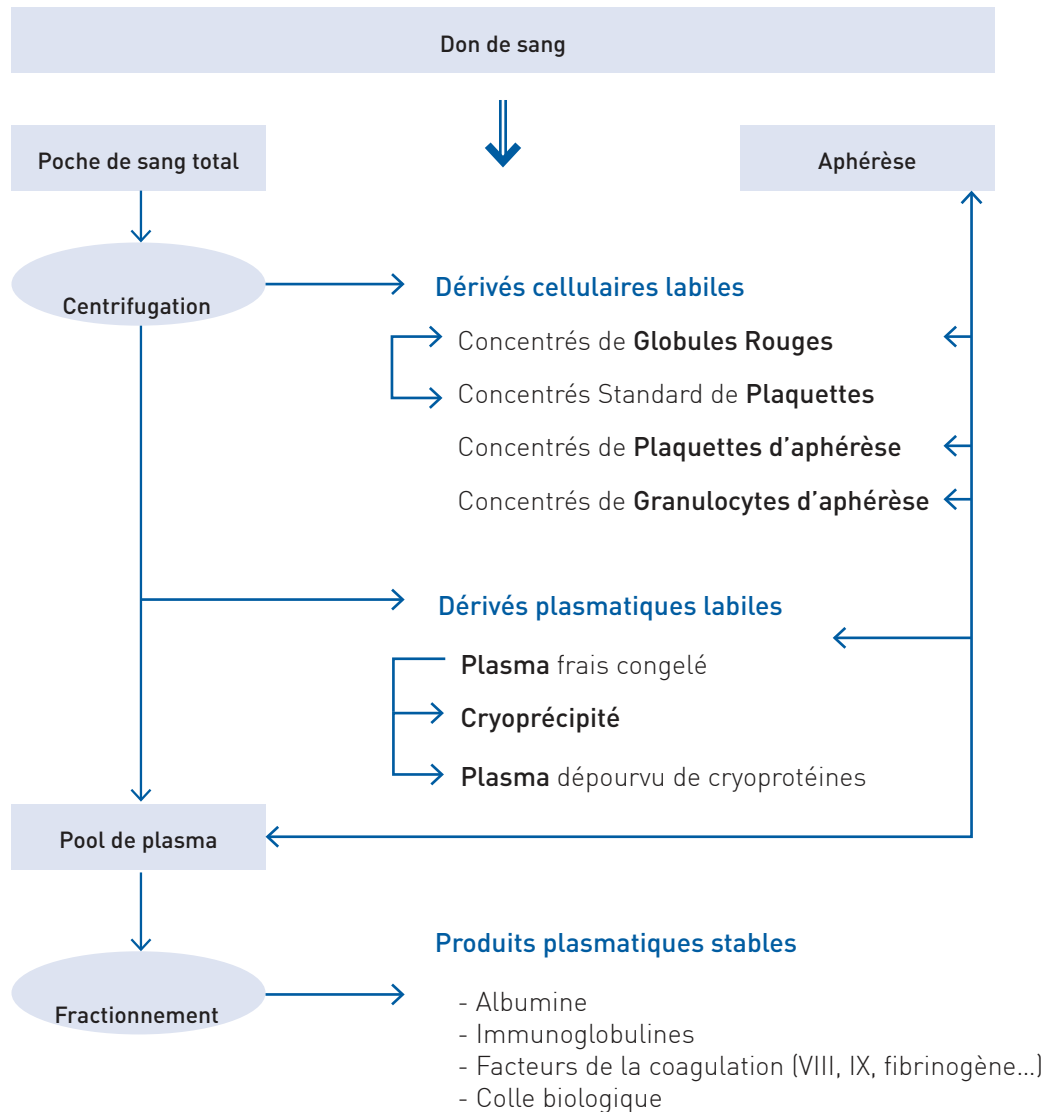 Don de sang
Poche de sang total
Aphérèse
Centrifugation
Dérivés cellulaires labiles
Concentrés de Globules Rouges
Concentrés Standard de Plaquettes
Concentrés de Plaquettes d’aphérèse
Concentrés de Granulocytes d’aphérèse
Dérivés plasmatiques labiles
Plasma frais congelé
Cryoprécipité
Plasma dépourvu de cryoprotéines
Pool de plasma
Produits plasmatiques stables
Fractionnement
- Albumine
- Immunoglobulines
- Facteurs de la coagulation (VIII, IX, fibrinogène...)
- Colle biologique